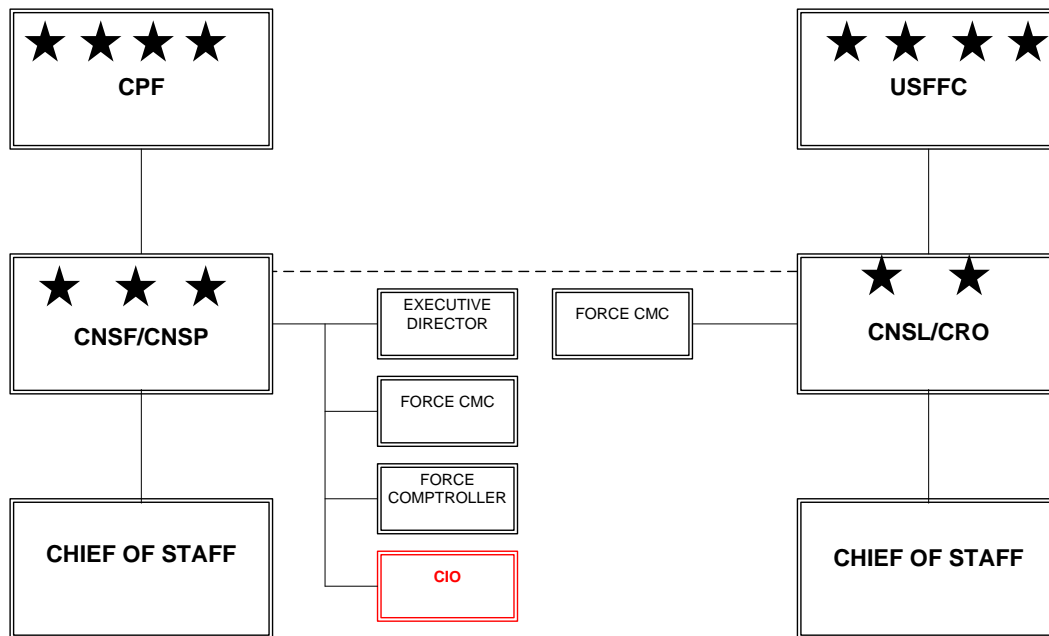 CPF
USFFC
CNSF/CNSP
EXECUTIVE
DIRECTOR
FORCE CMC
CNSL/CRO
FORCE CMC
FORCE
COMPTROLLER
CIO
CHIEF OF STAFF
CHIEF OF STAFF